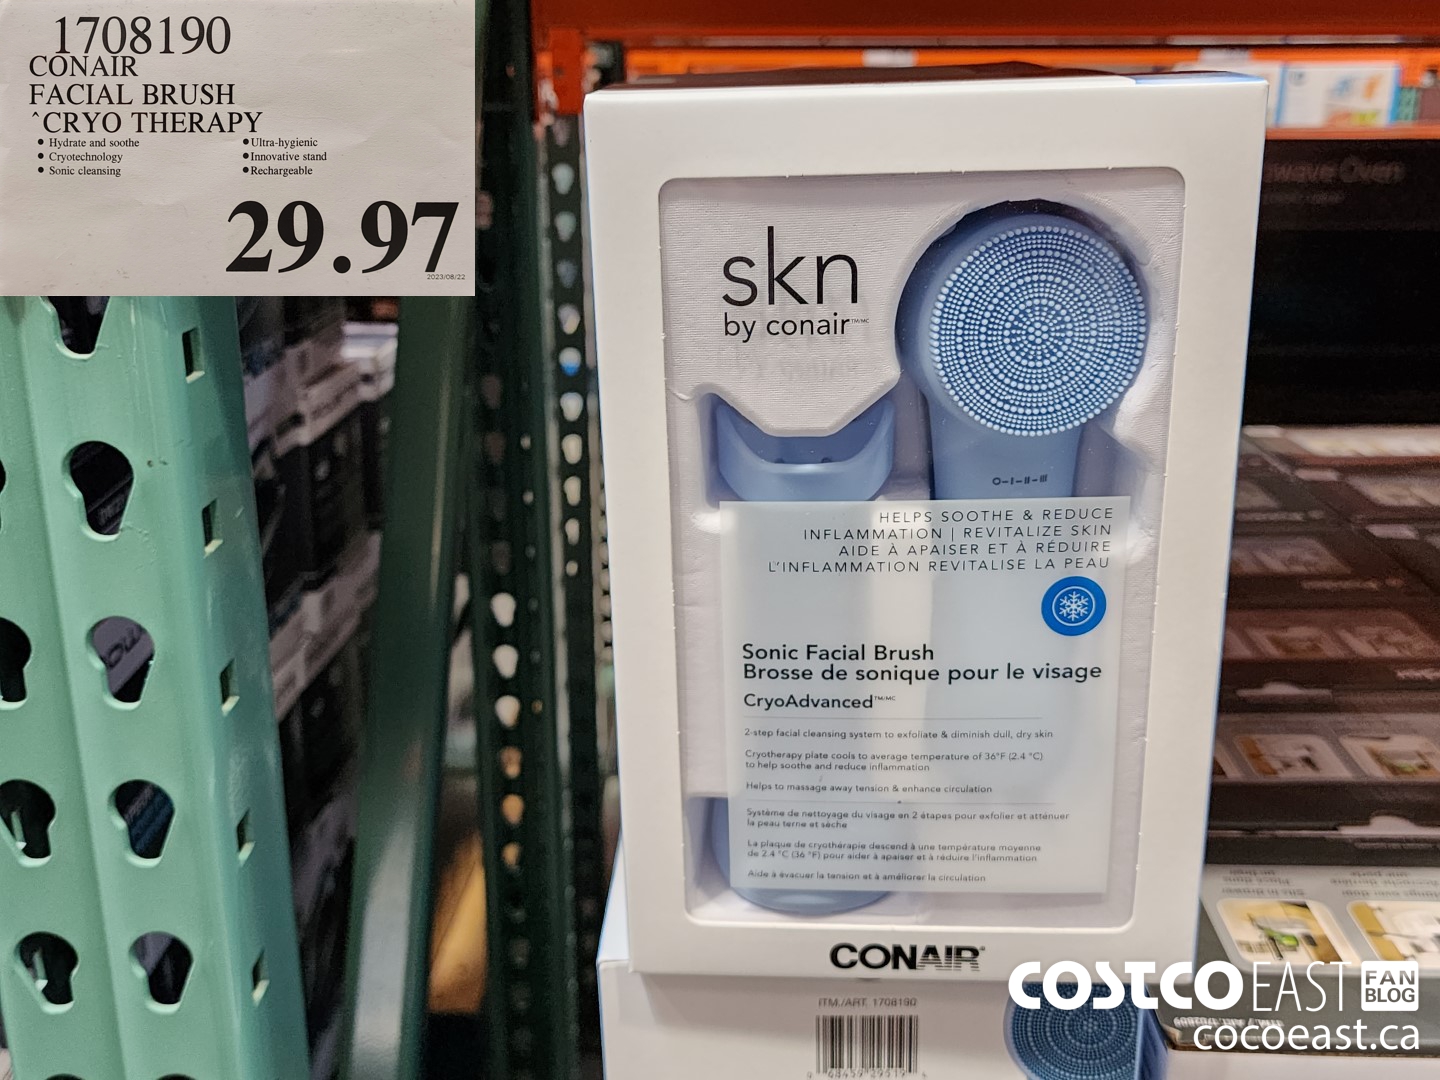 1708190
CONAIR
FACIAL BRUSH
^CRYO THERAPY
• Hydrate and soothe
• Cryotechnology
• Sonic cleansing
• Ultra-hygienic
• Innovative stand
• Rechargeable
29.97
2023/08/22
skn
by conair™/MC
HELPS SOOTHE & REDUCE
INFLAMMATION | REVITALIZE SKIN
AIDE À APAISER ET À RÉDUIRE
L'INFLAMMATION REVITALISE LA PEAU
Sonic Facial Brush
Brosse de sonique pour le visage
CryoAdvanced™/MC
2-step facial cleansing system to exfoliate & diminish dull, dry skin
Cryotherapy plate cools to average temperature of 36°F (2.4 °C)
to help soothe and reduce inflammation
Helps to massage away tension & enhance circulation
Système de nettoyage du visage en 2 étapes pour exfolier et atténuer
la peau terne et sèche
La plaque de cryothérapie descend à une température moyenne
de 2.4 °C (36 °F) pour aider à apaiser et à réduire l'inflammation
Aide à évacuer la tension et à améliorer la circulation
CONAIR®
ITM./ART. 1708190
wave Oven
COSTCO EAST FAN
BLOG
cocoeast.ca